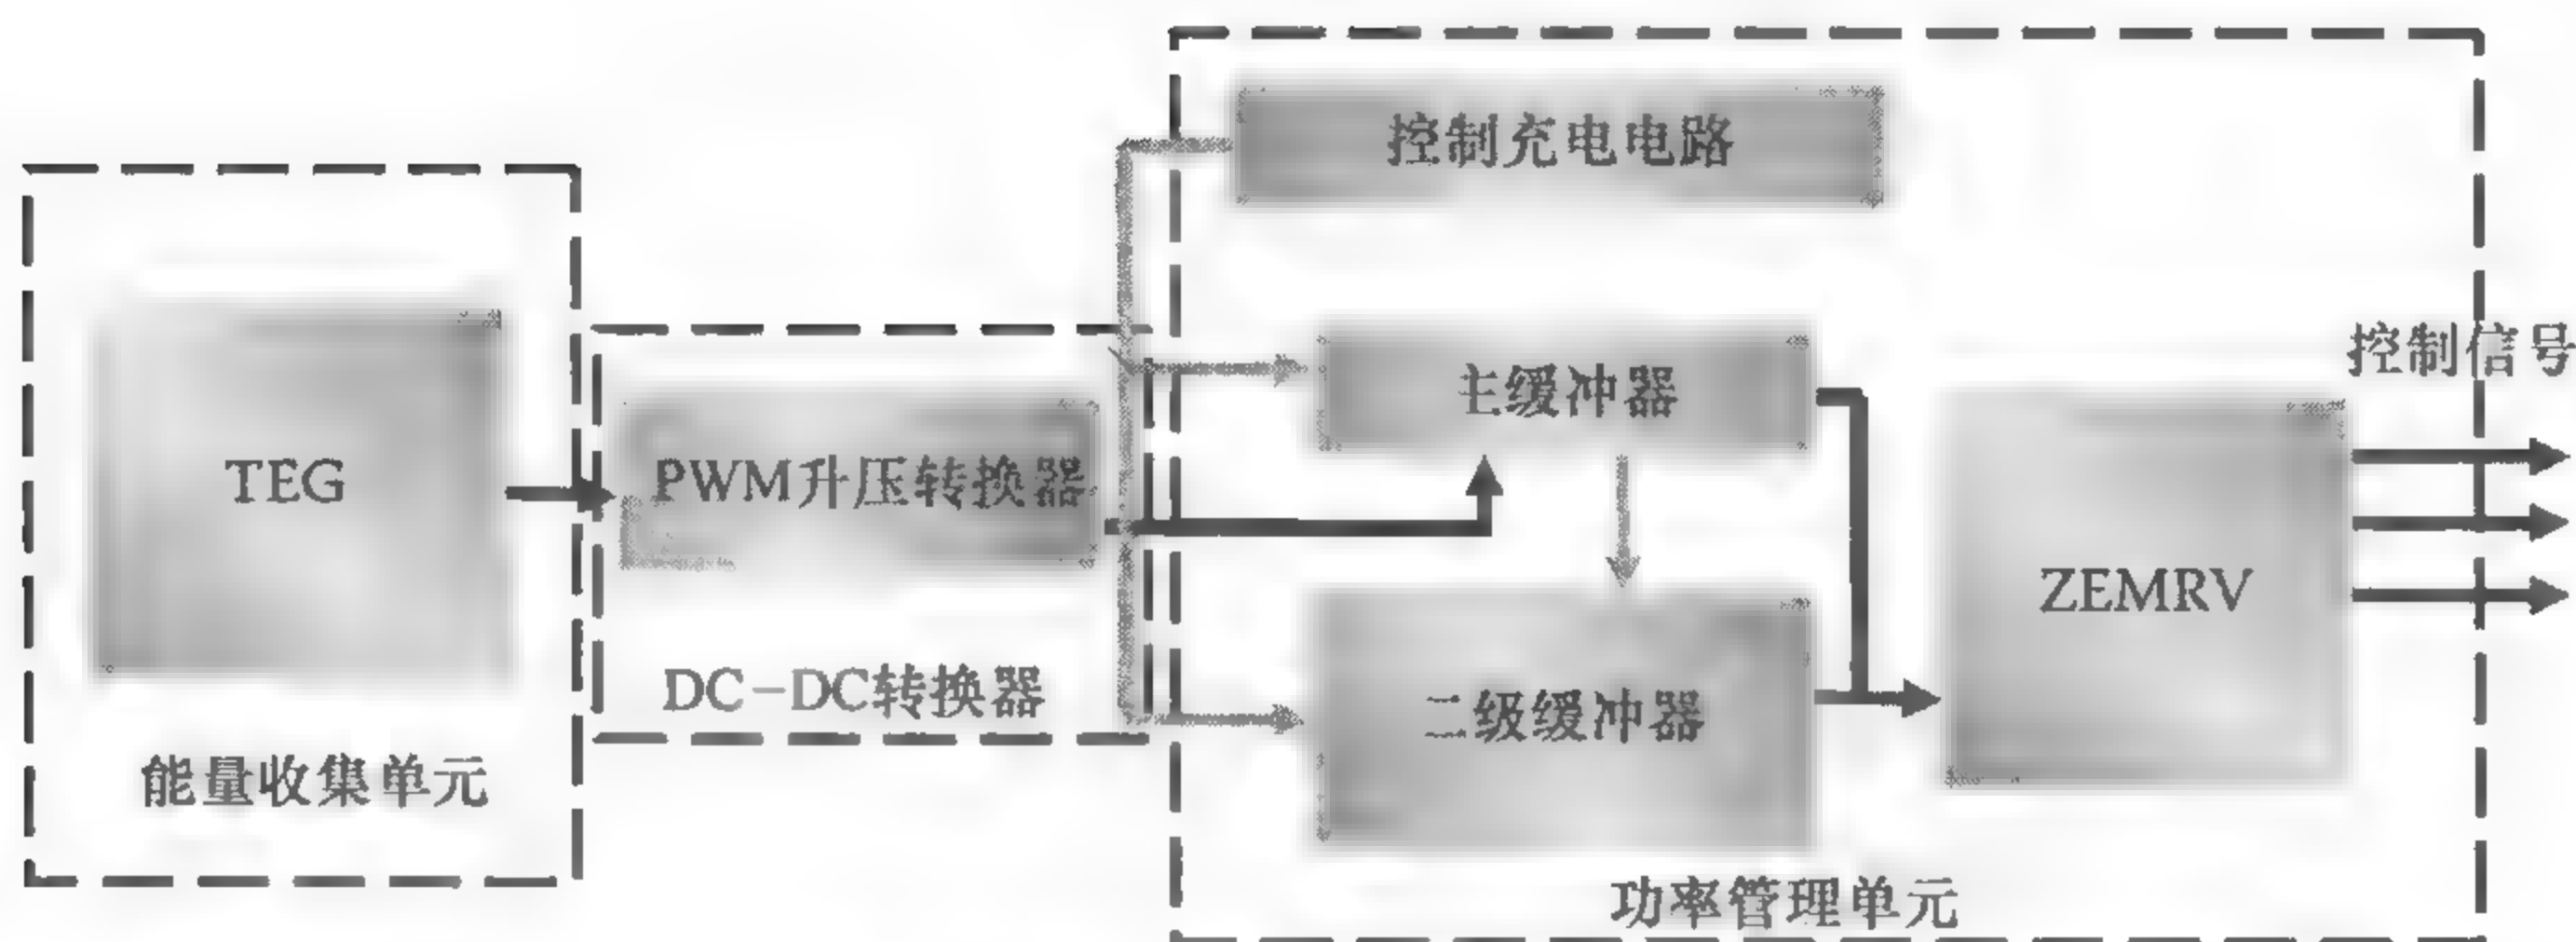 控制充电电路
控制信号
主缓冲器
TEG
PWM升压转换器
ZEMRV
DC-DC转换器
二级缓冲器
能量收集单元
功率管理单元